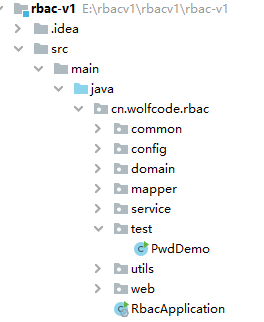 rbac-v1 E:\rbacv1\rbacv1\rbac-v1
.idea
src
main
java
cn.wolfcode.rbac
common
config
domain
mapper
service
test
PwdDemo
utils
web
RbacApplication